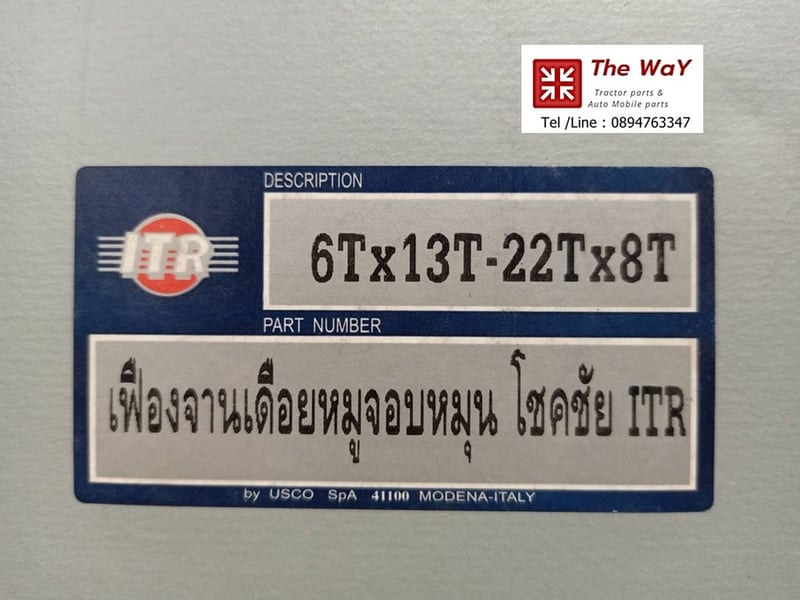 The WaY
Tractor parts &
Auto Mobile parts
Tel /Line : 0894763347
DESCRIPTION
ITR
6Tx13T-22Tx8T
PART NUMBER
เฟืองจานเดือยหมูจอบหมุน โชคชัย ITR
by USCO SpA 41100 MODENA-ITALY